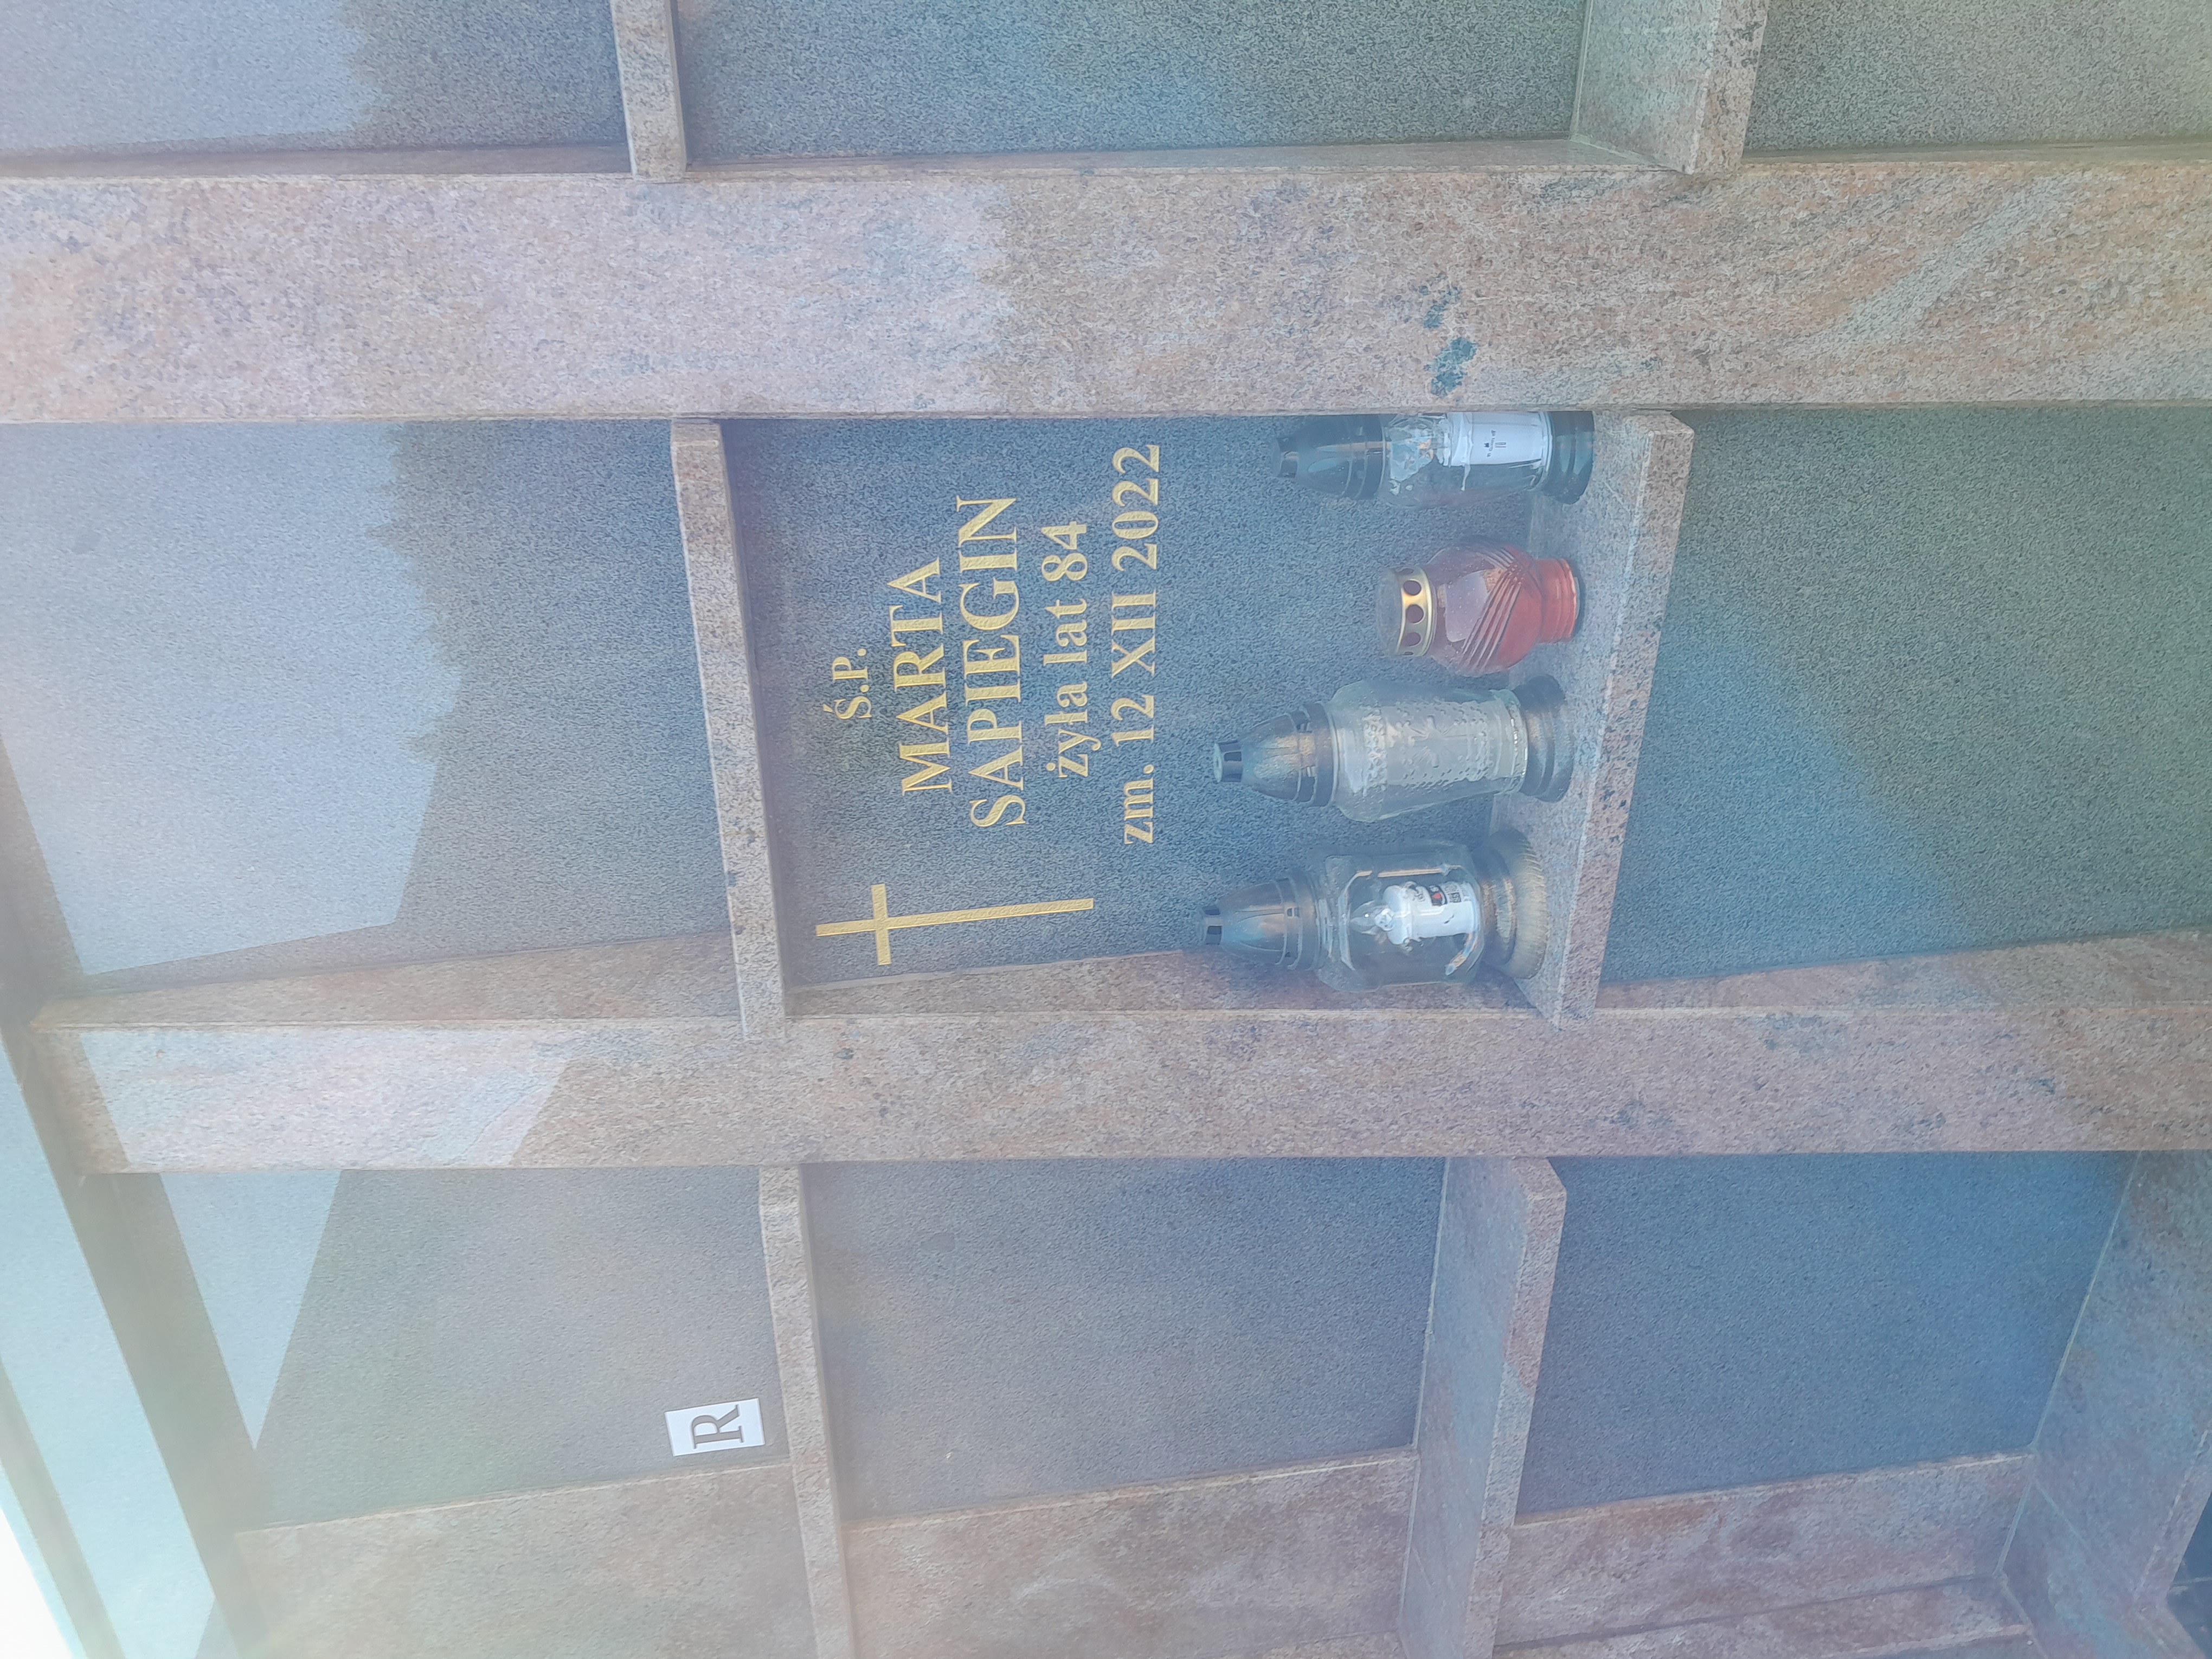 Ś.P.
MARTA
SAPIEGIN
żyła lat 84
zm. 12 XII 2022
R